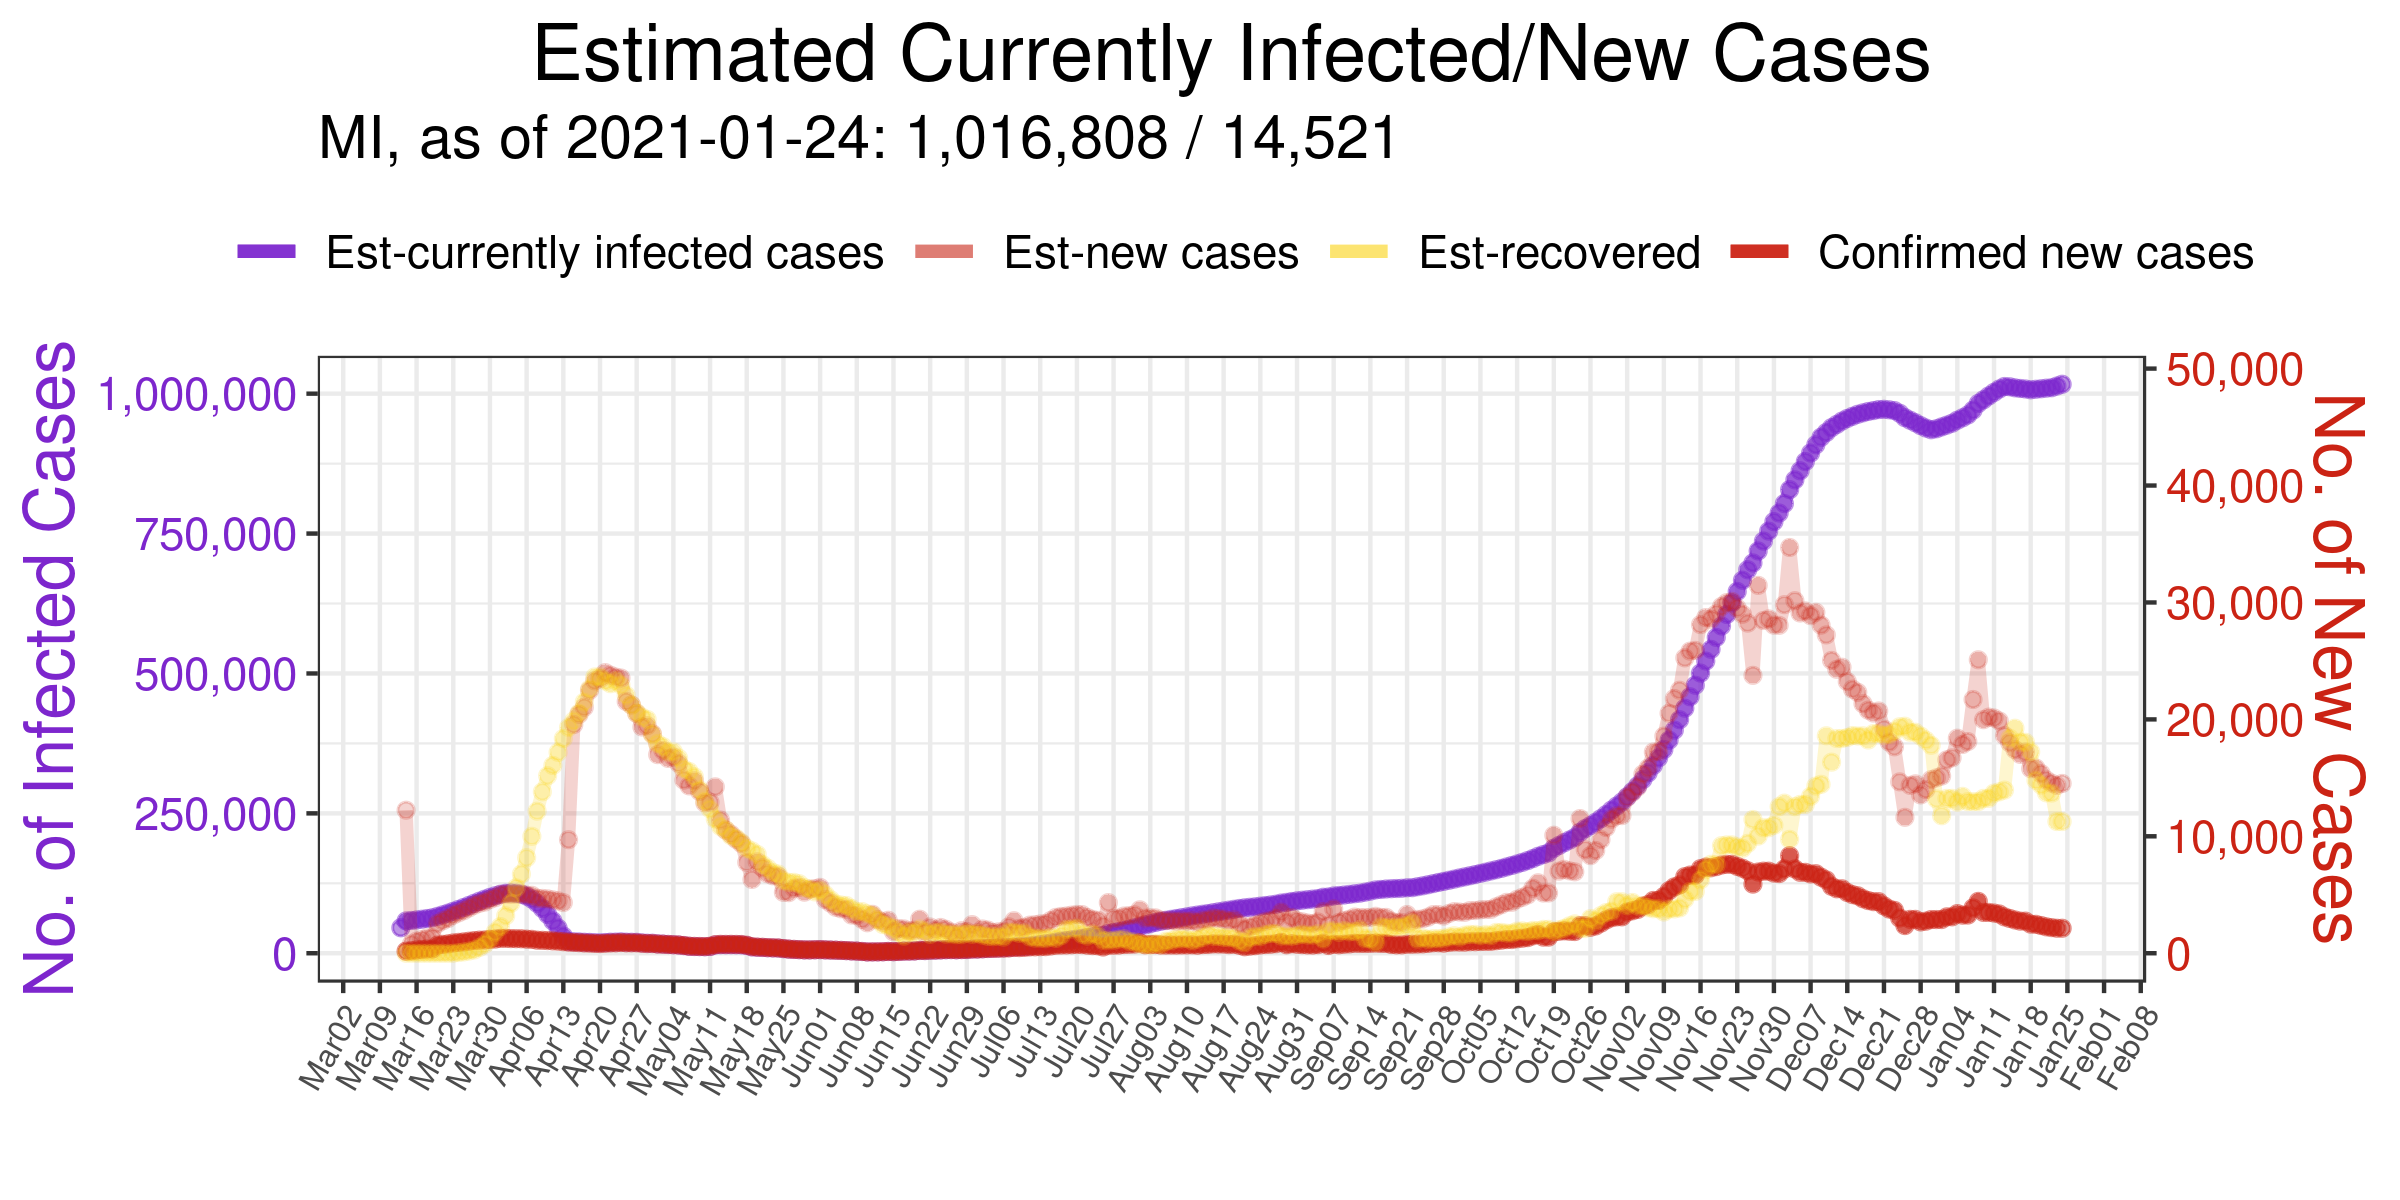 Estimated Currently Infected/New Cases
MI, as of 2021-01-24: 1,016,808 / 14,521
Est-currently infected cases Est-new cases Est-recovered Confirmed new cases
No. of Infected Cases
1,000,000
750,000
500,000
250,000
0
50,000
40,000
30,000
20,000
10,000
0
No. of New Cases
Mar02 Mar09 Mar16 Mar23 Mar30 Apr06 Apr13 Apr20 Apr27 May04 May11 May18 May25 Jun01 Jun08 Jun15 Jun22 Jun29 Jul06 Jul13 Jul20 Jul27 Aug03 Aug10 Aug17 Aug24 Aug31 Sep07 Sep14 Sep21 Sep28 Oct05 Oct12 Oct19 Oct26 Nov02 Nov09 Nov16 Nov23 Nov30 Dec07 Dec14 Dec21 Dec28 Jan04 Jan11 Jan18 Jan25 Feb01 Feb08